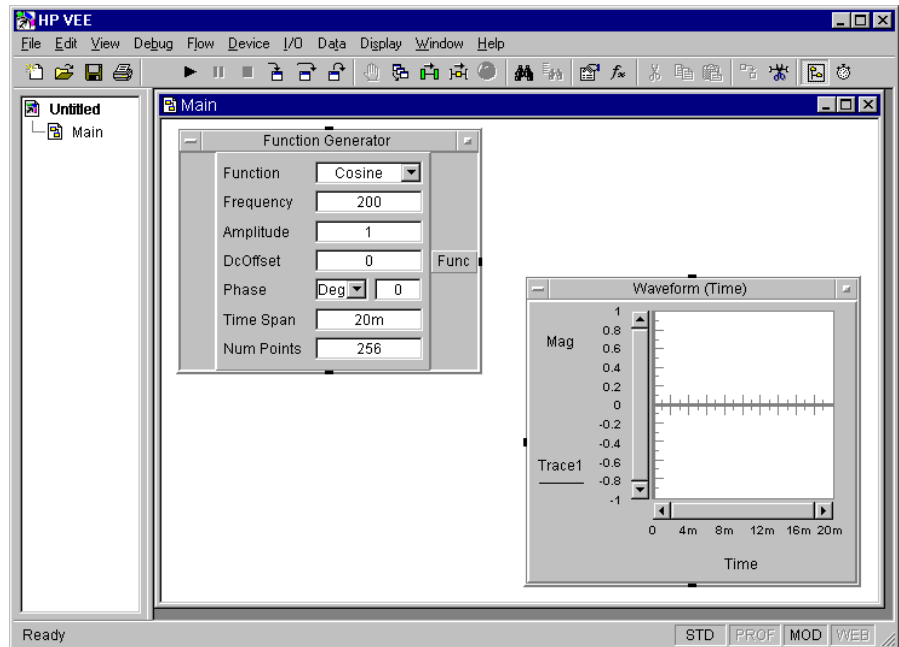 HP VEE
File Edit View Debug Flow Device I/O Data Display Window Help
Untitled
Main
Main
Function Generator
Function Cosine
Frequency 200
Amplitude 1
DcOffset 0
Phase Deg 0
Time Span 20m
Num Points 256
Func
Waveform (Time)
Mag
1
0.8
0.6
0.4
0.2
0
-0.2
-0.4
Trace1 -0.6
-0.8
-1
0 4m 8m 12m 16m 20m
Time
Ready STD PROF MOD WEB